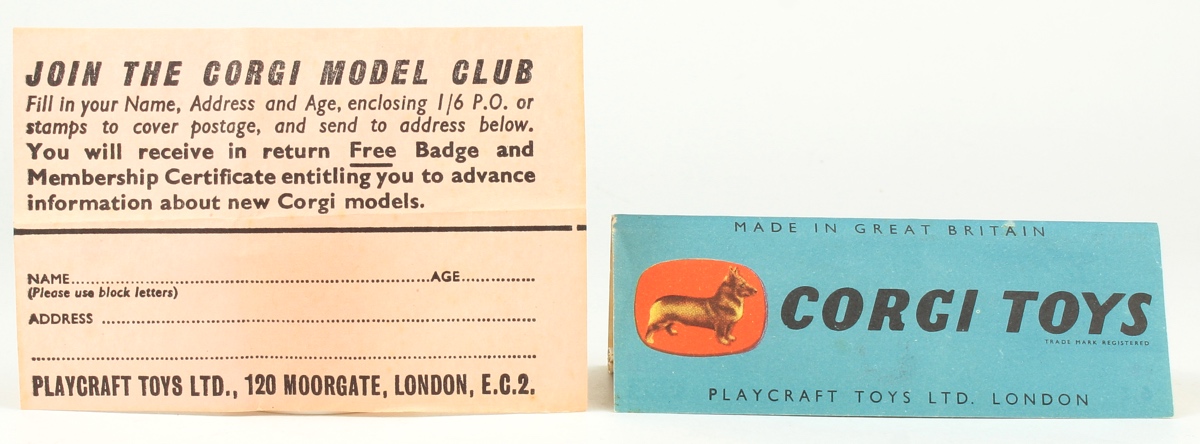 JOIN THE CORGI MODEL CLUB
Fill in your Name, Address and Age, enclosing 1/6 P.O. or
stamps to cover postage, and send to address below.
You will receive in return Free Badge and
Membership Certificate entitling you to advance
information about new Corgi models.
NAME..........................................................AGE..............
(Please use block letters)
ADDRESS ......................................................................
....................................................................................
PLAYCRAFT TOYS LTD., 120 MOORGATE, LONDON, E.C.2.
MADE IN GREAT BRITAIN
CORGI TOYS
TRADE MARK REGISTERED
PLAYCRAFT TOYS LTD. LONDON